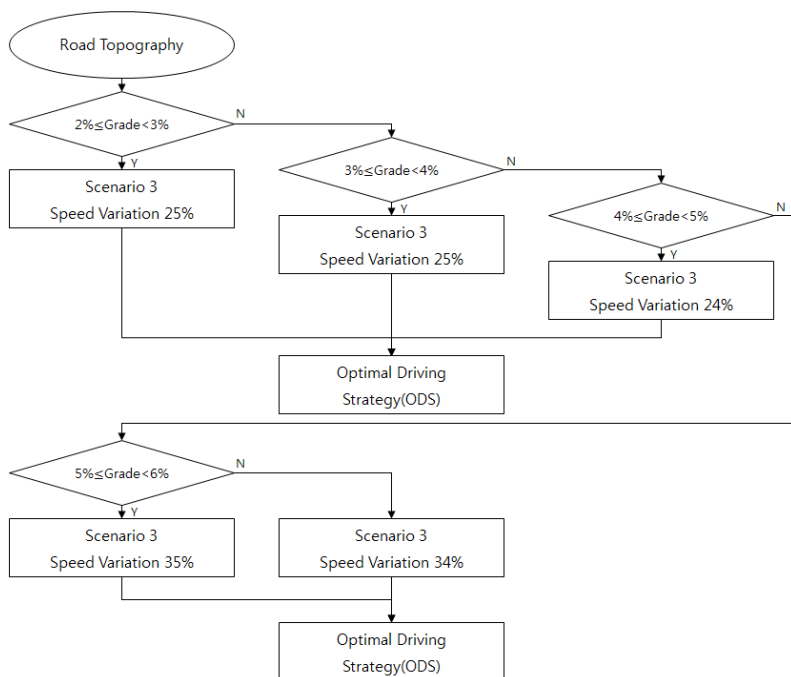 Road Topography
2%≦Grade<3%
N
Y
Scenario 3
Speed Variation 25%
3%≦Grade<4%
N
Y
Scenario 3
Speed Variation 25%
4%≦Grade<5%
N
Y
Scenario 3
Speed Variation 24%
Optimal Driving
Strategy(ODS)
5%≦Grade<6%
N
Y
Scenario 3
Speed Variation 35%
Scenario 3
Speed Variation 34%
Optimal Driving
Strategy(ODS)